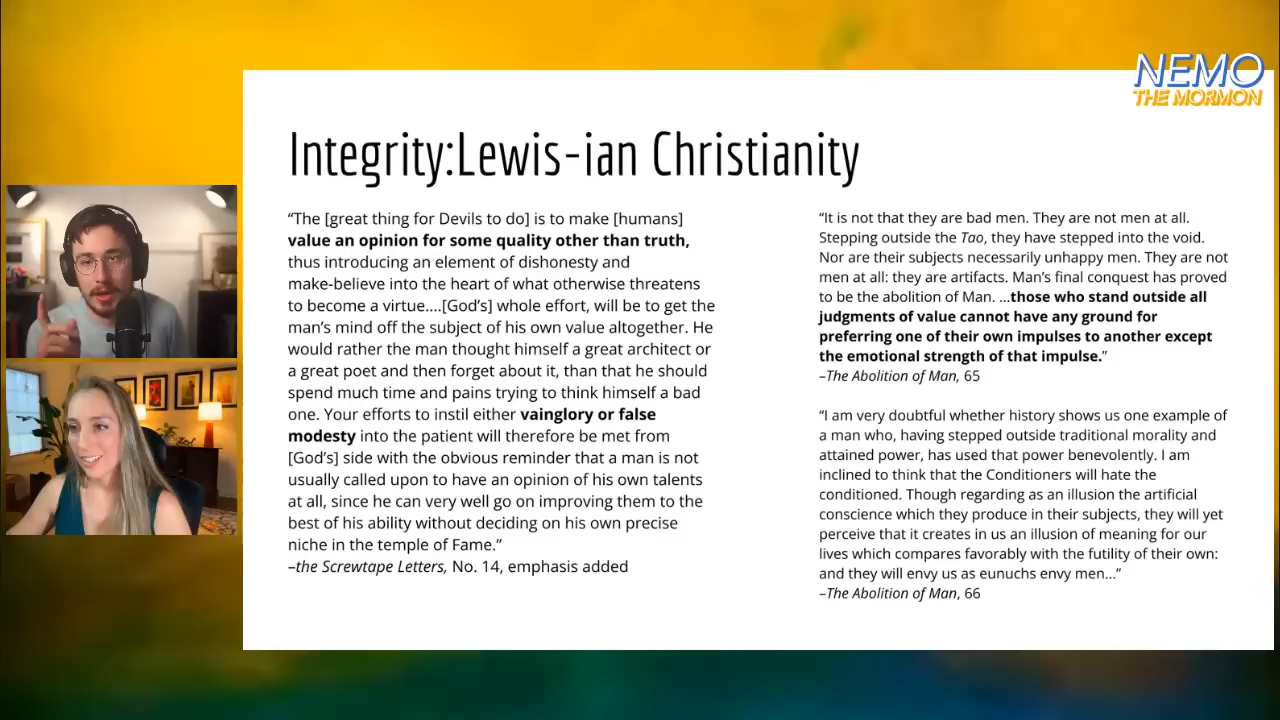 NEMO
THE MORMON
Integrity:Lewis-ian Christianity
“The [great thing for Devils to do] is to make [humans]
value an opinion for some quality other than truth,
thus introducing an element of dishonesty and
make-believe into the heart of what otherwise threatens
to become a virtue....[God’s] whole effort, will be to get the
man’s mind off the subject of his own value altogether. He
would rather the man thought himself a great architect or
a great poet and then forget about it, than that he should
spend much time and pains trying to think himself a bad
one. Your efforts to instil either vainglory or false
modesty into the patient will therefore be met from
[God’s] side with the obvious reminder that a man is not
usually called upon to have an opinion of his own talents
at all, since he can very well go on improving them to the
best of his ability without deciding on his own precise
niche in the temple of Fame.”
–the Screwtape Letters, No. 14, emphasis added
“It is not that they are bad men. They are not men at all.
Stepping outside the Tao, they have stepped into the void.
Nor are their subjects necessarily unhappy men. They are not
men at all: they are artifacts. Man’s final conquest has proved
to be the abolition of Man. ...those who stand outside all
judgments of value cannot have any ground for
preferring one of their own impulses to another except
the emotional strength of that impulse.”
–The Abolition of Man, 65
“I am very doubtful whether history shows us one example of
a man who, having stepped outside traditional morality and
attained power, has used that power benevolently. I am
inclined to think that the Conditioners will hate the
conditioned. Though regarding as an illusion the artificial
conscience which they produce in their subjects, they will yet
perceive that it creates in us an illusion of meaning for our
lives which compares favorably with the futility of their own:
and they will envy us as eunuchs envy men...”
–The Abolition of Man, 66